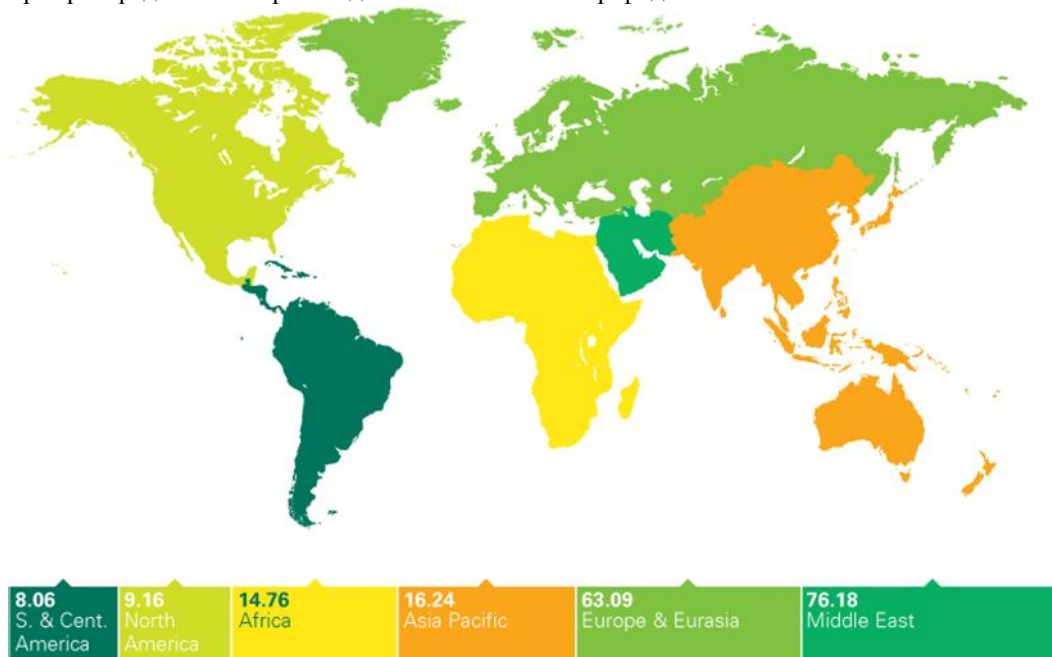 8.06
S. & Cent.
America
9.16
North
America
14.76
Africa
16.24
Asia Pacific
63.09
Europe & Eurasia
76.18
Middle East